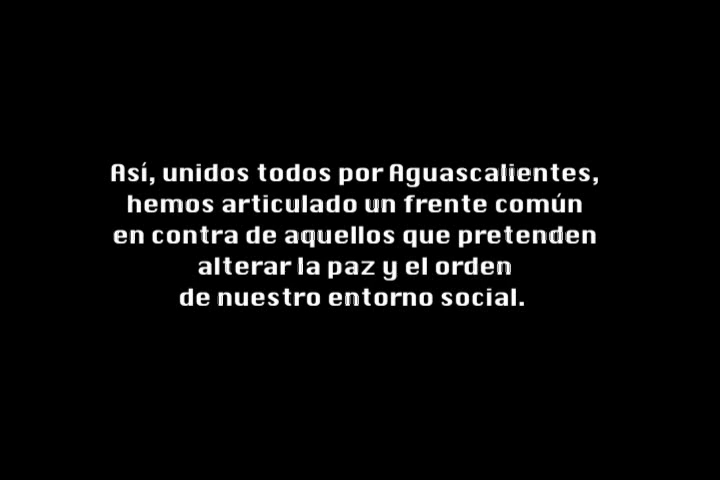 Así, unidos todos por Aguascalientes,
hemos articulado un frente común
en contra de aquellos que pretenden
alterar la paz y el orden
de nuestro entorno social.